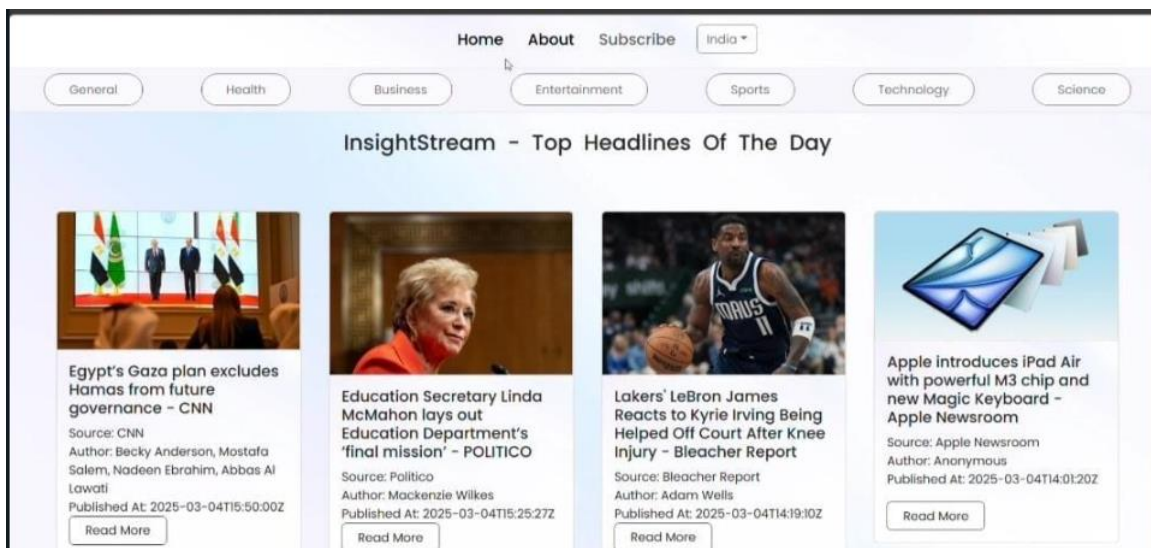 Home About Subscribe India
General Health Business Entertainment Sports Technology Science
InsightStream - Top Headlines Of The Day
Egypt's Gaza plan excludes
Hamas from future
governance - CNN
Source: CNN
Author: Becky Anderson, Mostafa
Salem, Nadeen Ebrahim, Abbas Al
Lawati
Published At: 2025-03-04T15:50:00Z
Read More
Education Secretary Linda
McMahon lays out
Education Department's
'final mission' - POLITICO
Source: Politico
Author: Mackenzie Wilkes
Published At: 2025-03-04T15:25:27Z
Read More
MAVS
11
Lakers' LeBron James
Reacts to Kyrie Irving Being
Helped Off Court After Knee
Injury - Bleacher Report
Source: Bleacher Report
Author: Adam Wells
Published At: 2025-03-04T14:19:10Z
Read More
Apple introduces iPad Air
with powerful M3 chip and
new Magic Keyboard -
Apple Newsroom
Source: Apple Newsroom
Author: Anonymous
Published At: 2025-03-04T14:01:20Z
Read More